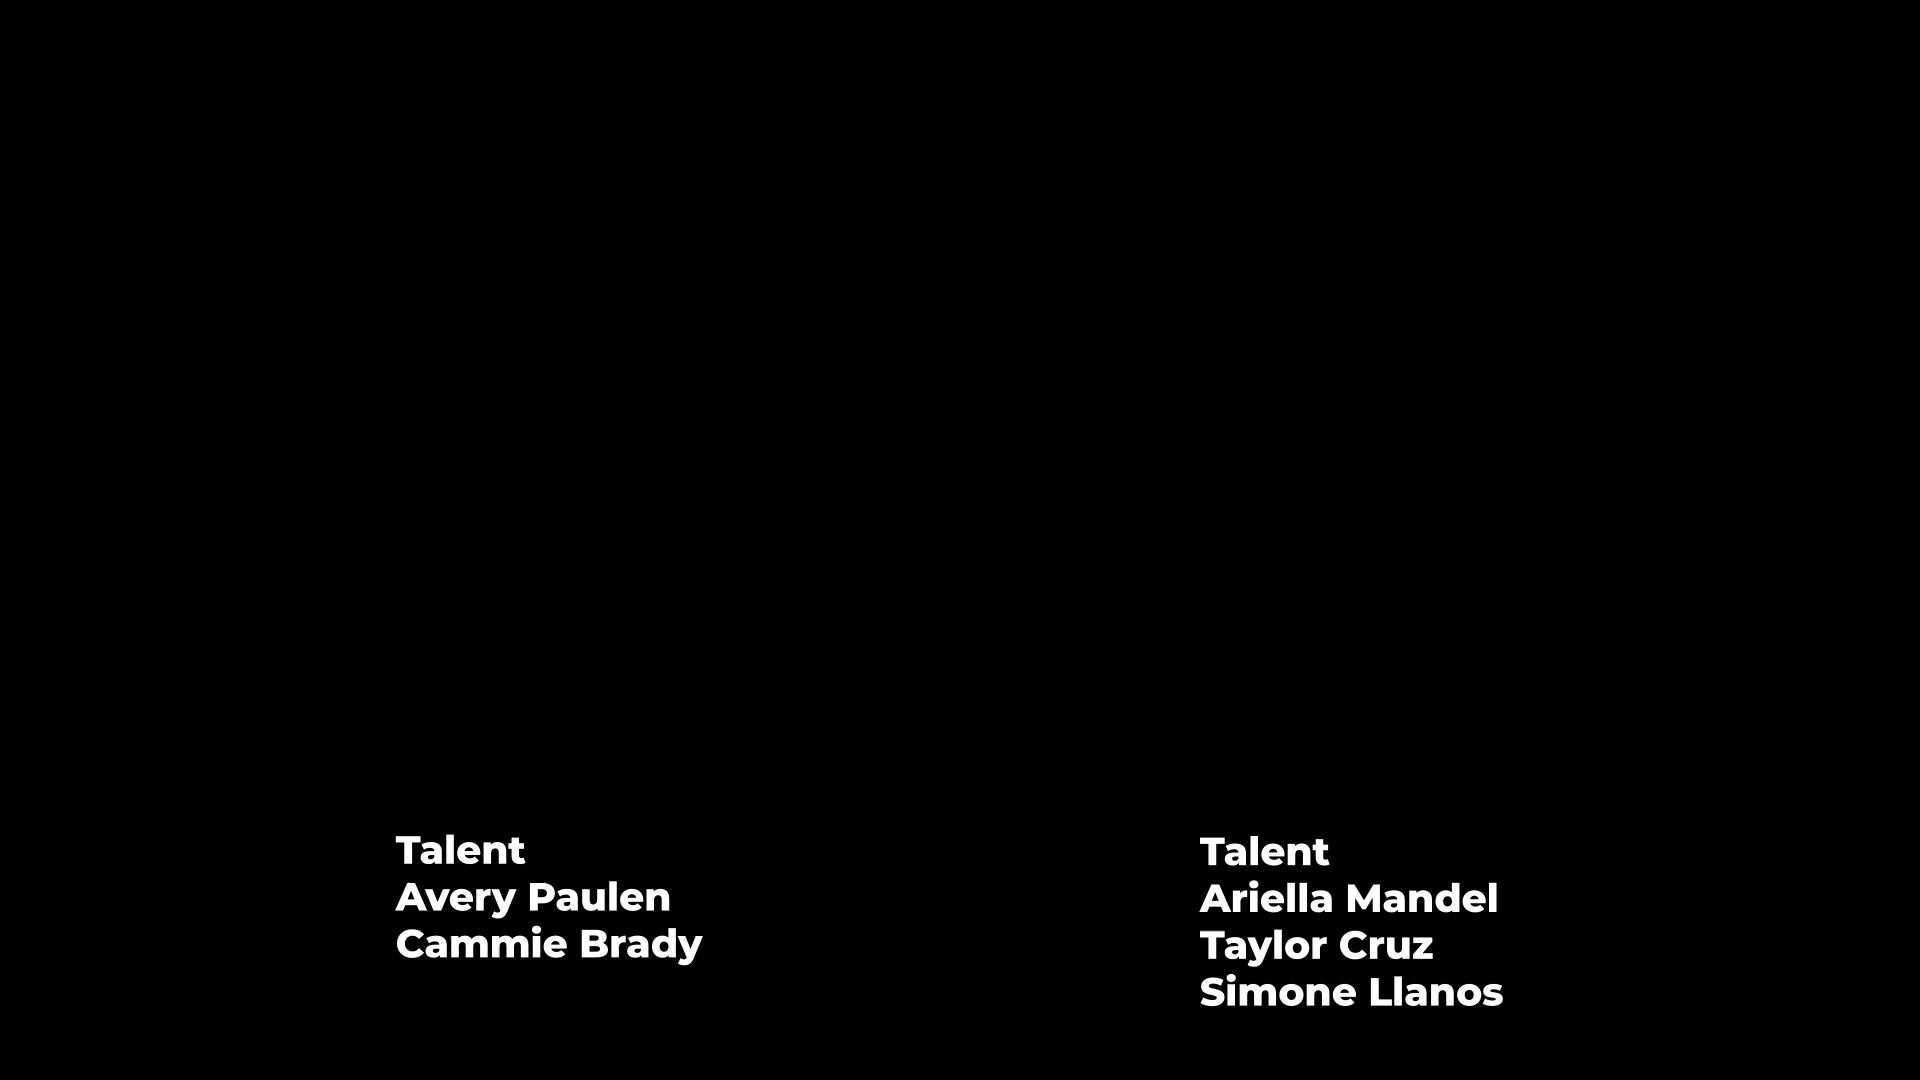 Talent
Avery Paulen
Cammie Brady
Talent
Ariella Mandel
Taylor Cruz
Simone Llanos